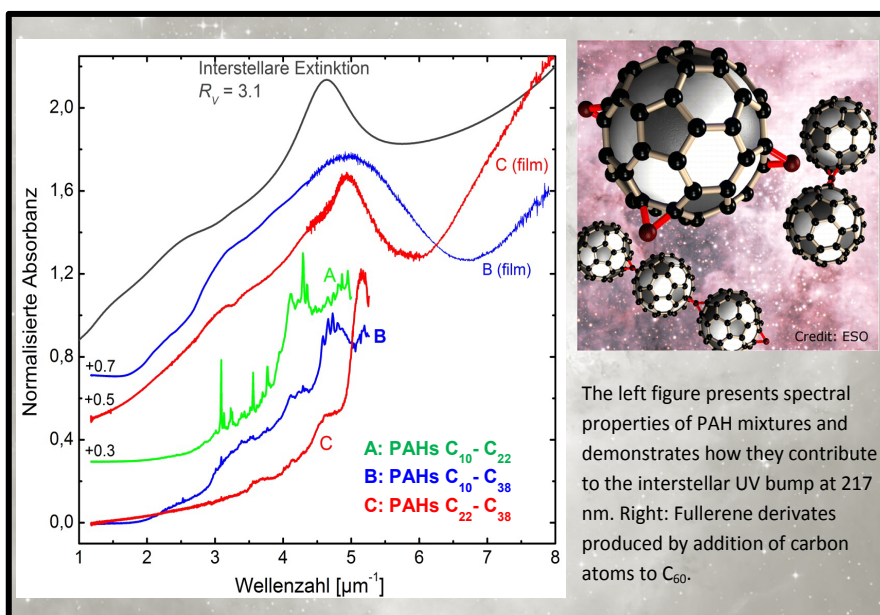 Interstellare Extinktion
R_V = 3.1
2,0
1,6
1,2
0,8
0,4
0,0
Normalisierte Absorbanz
C (film)
B (film)
A
B
C
+0.7
+0.5
+0.3
A: PAHs C₁₀- C₂₂
B: PAHs C₁₀- C₃₈
C: PAHs C₂₂- C₃₈
1 2 3 4 5 6 7 8
Wellenzahl [µm⁻¹]
Credit: ESO
The left figure presents spectral
properties of PAH mixtures and
demonstrates how they contribute
to the interstellar UV bump at 217
nm. Right: Fullerene derivates
produced by addition of carbon
atoms to C₆₀.